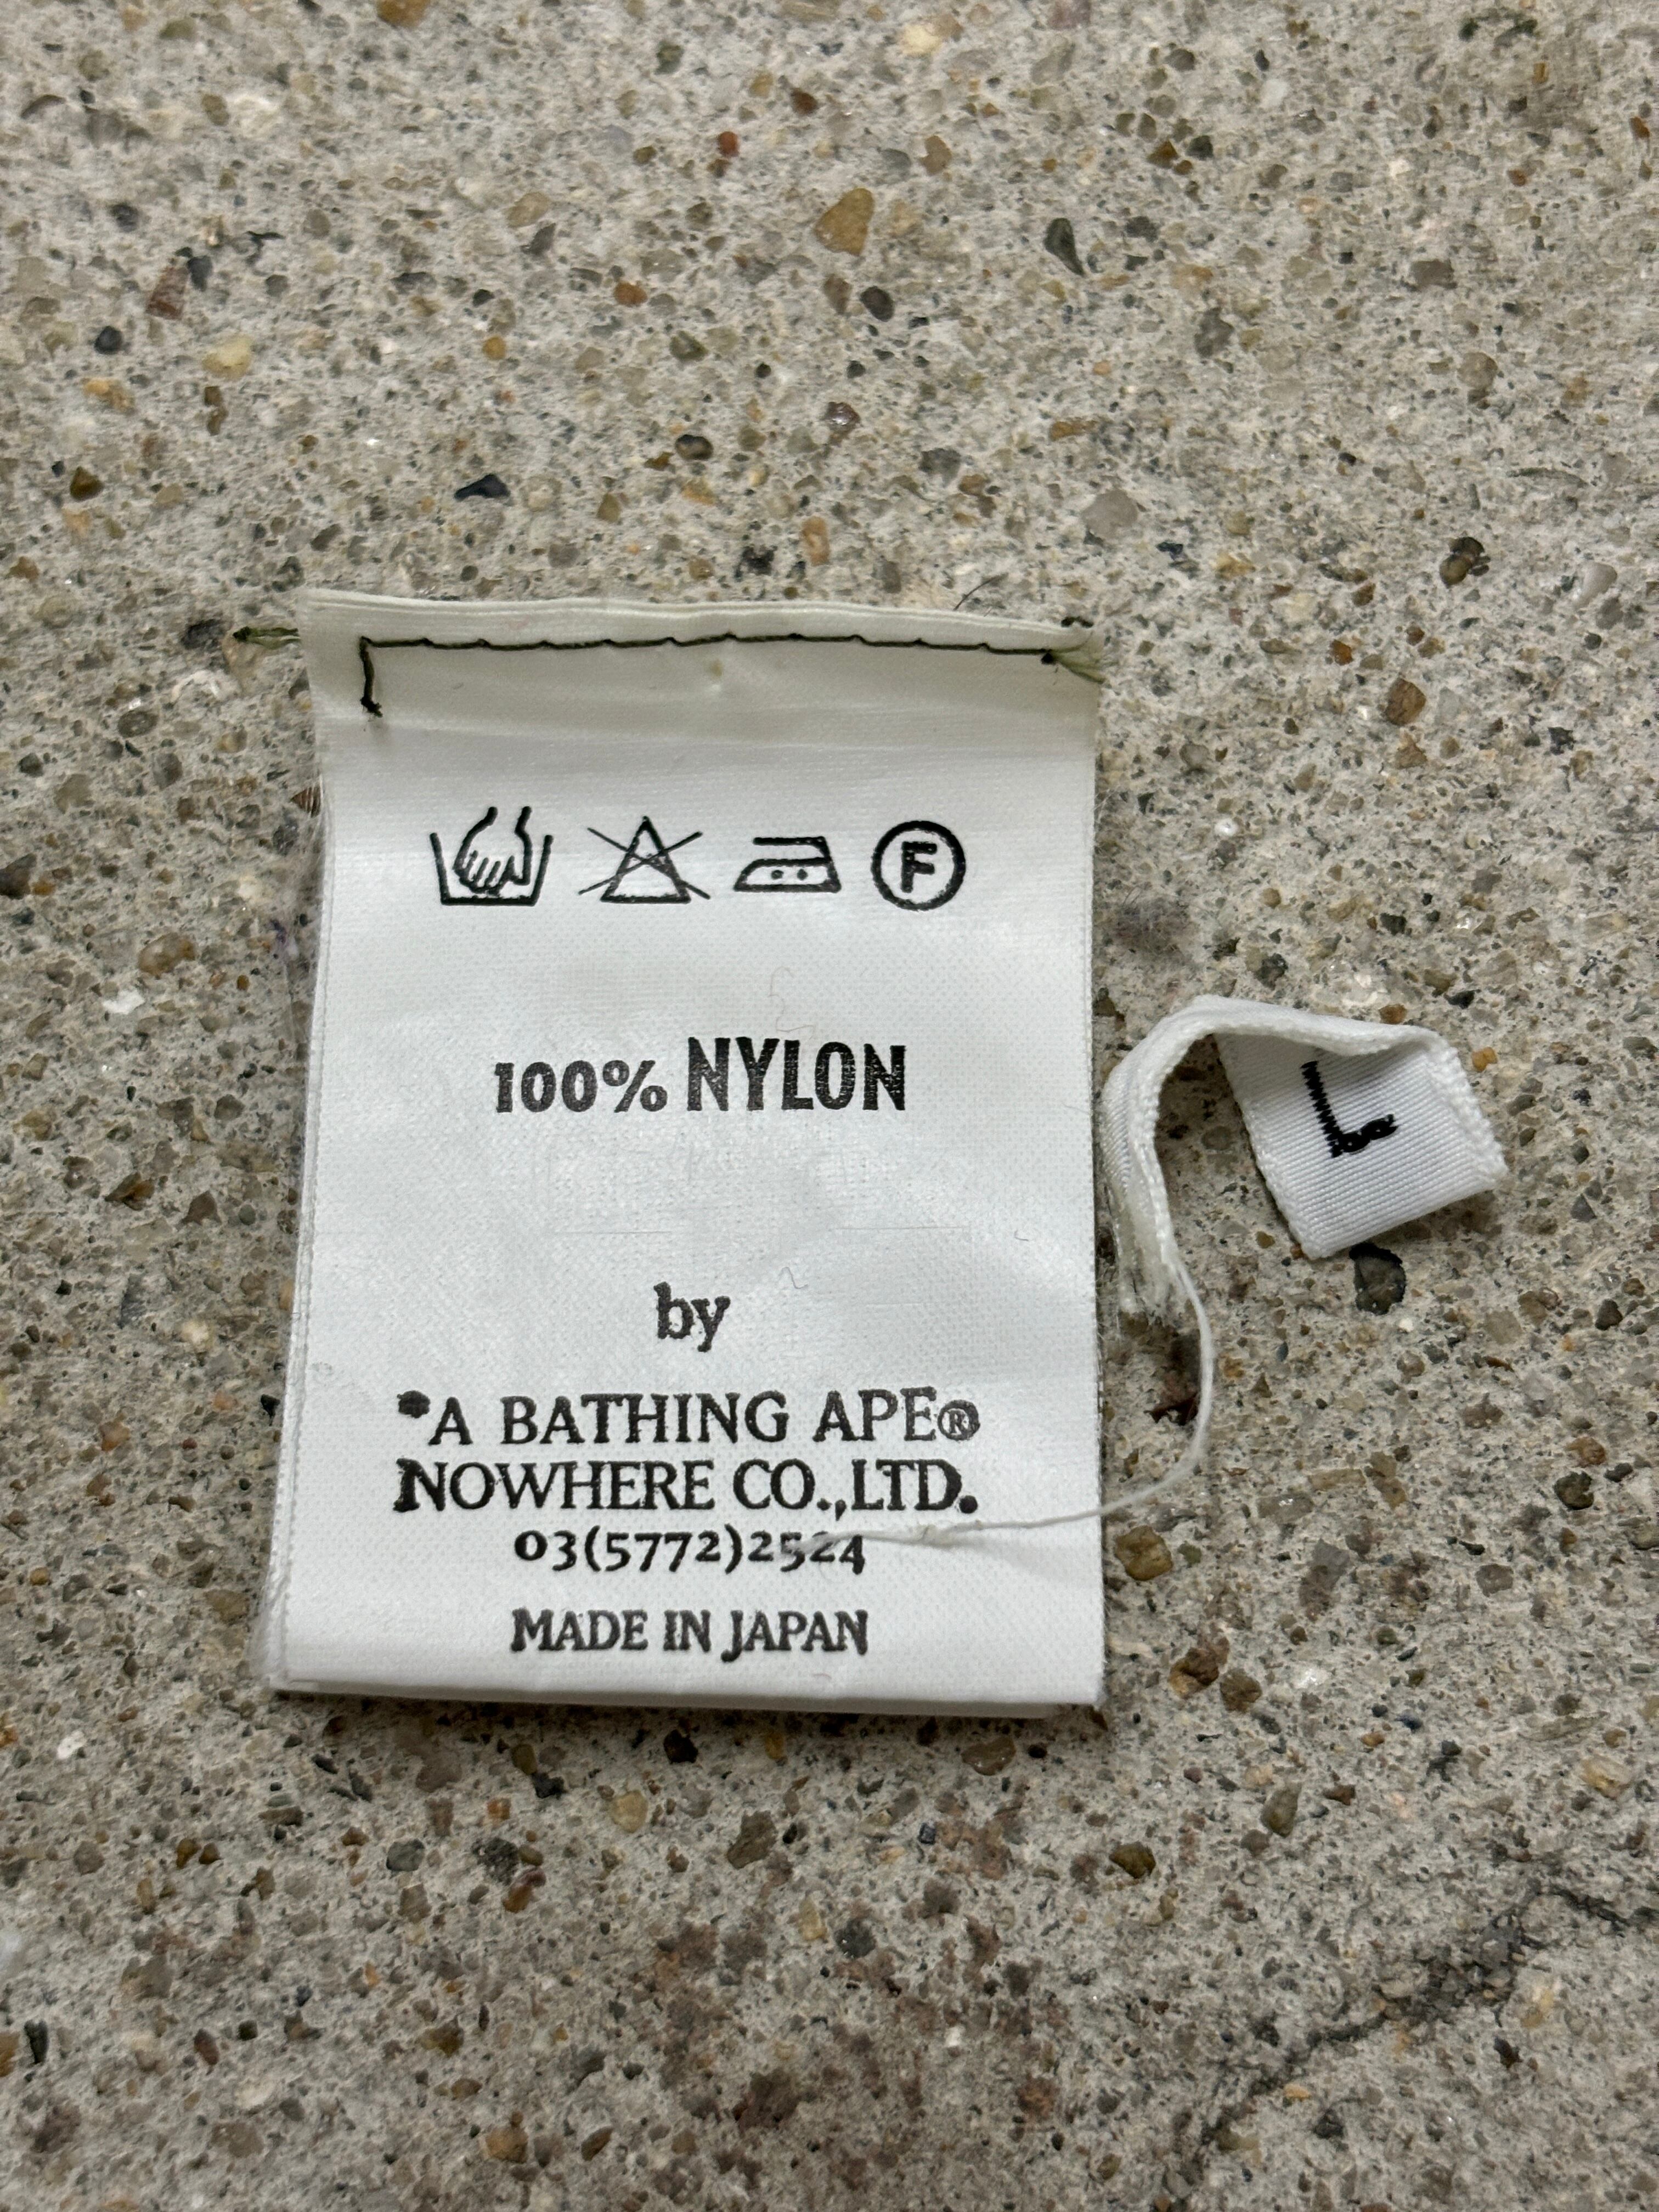 F
100% NYLON
L
by
*A BATHING APE®
NOWHERE CO.,LTD.
03(5772)2524
MADE IN JAPAN